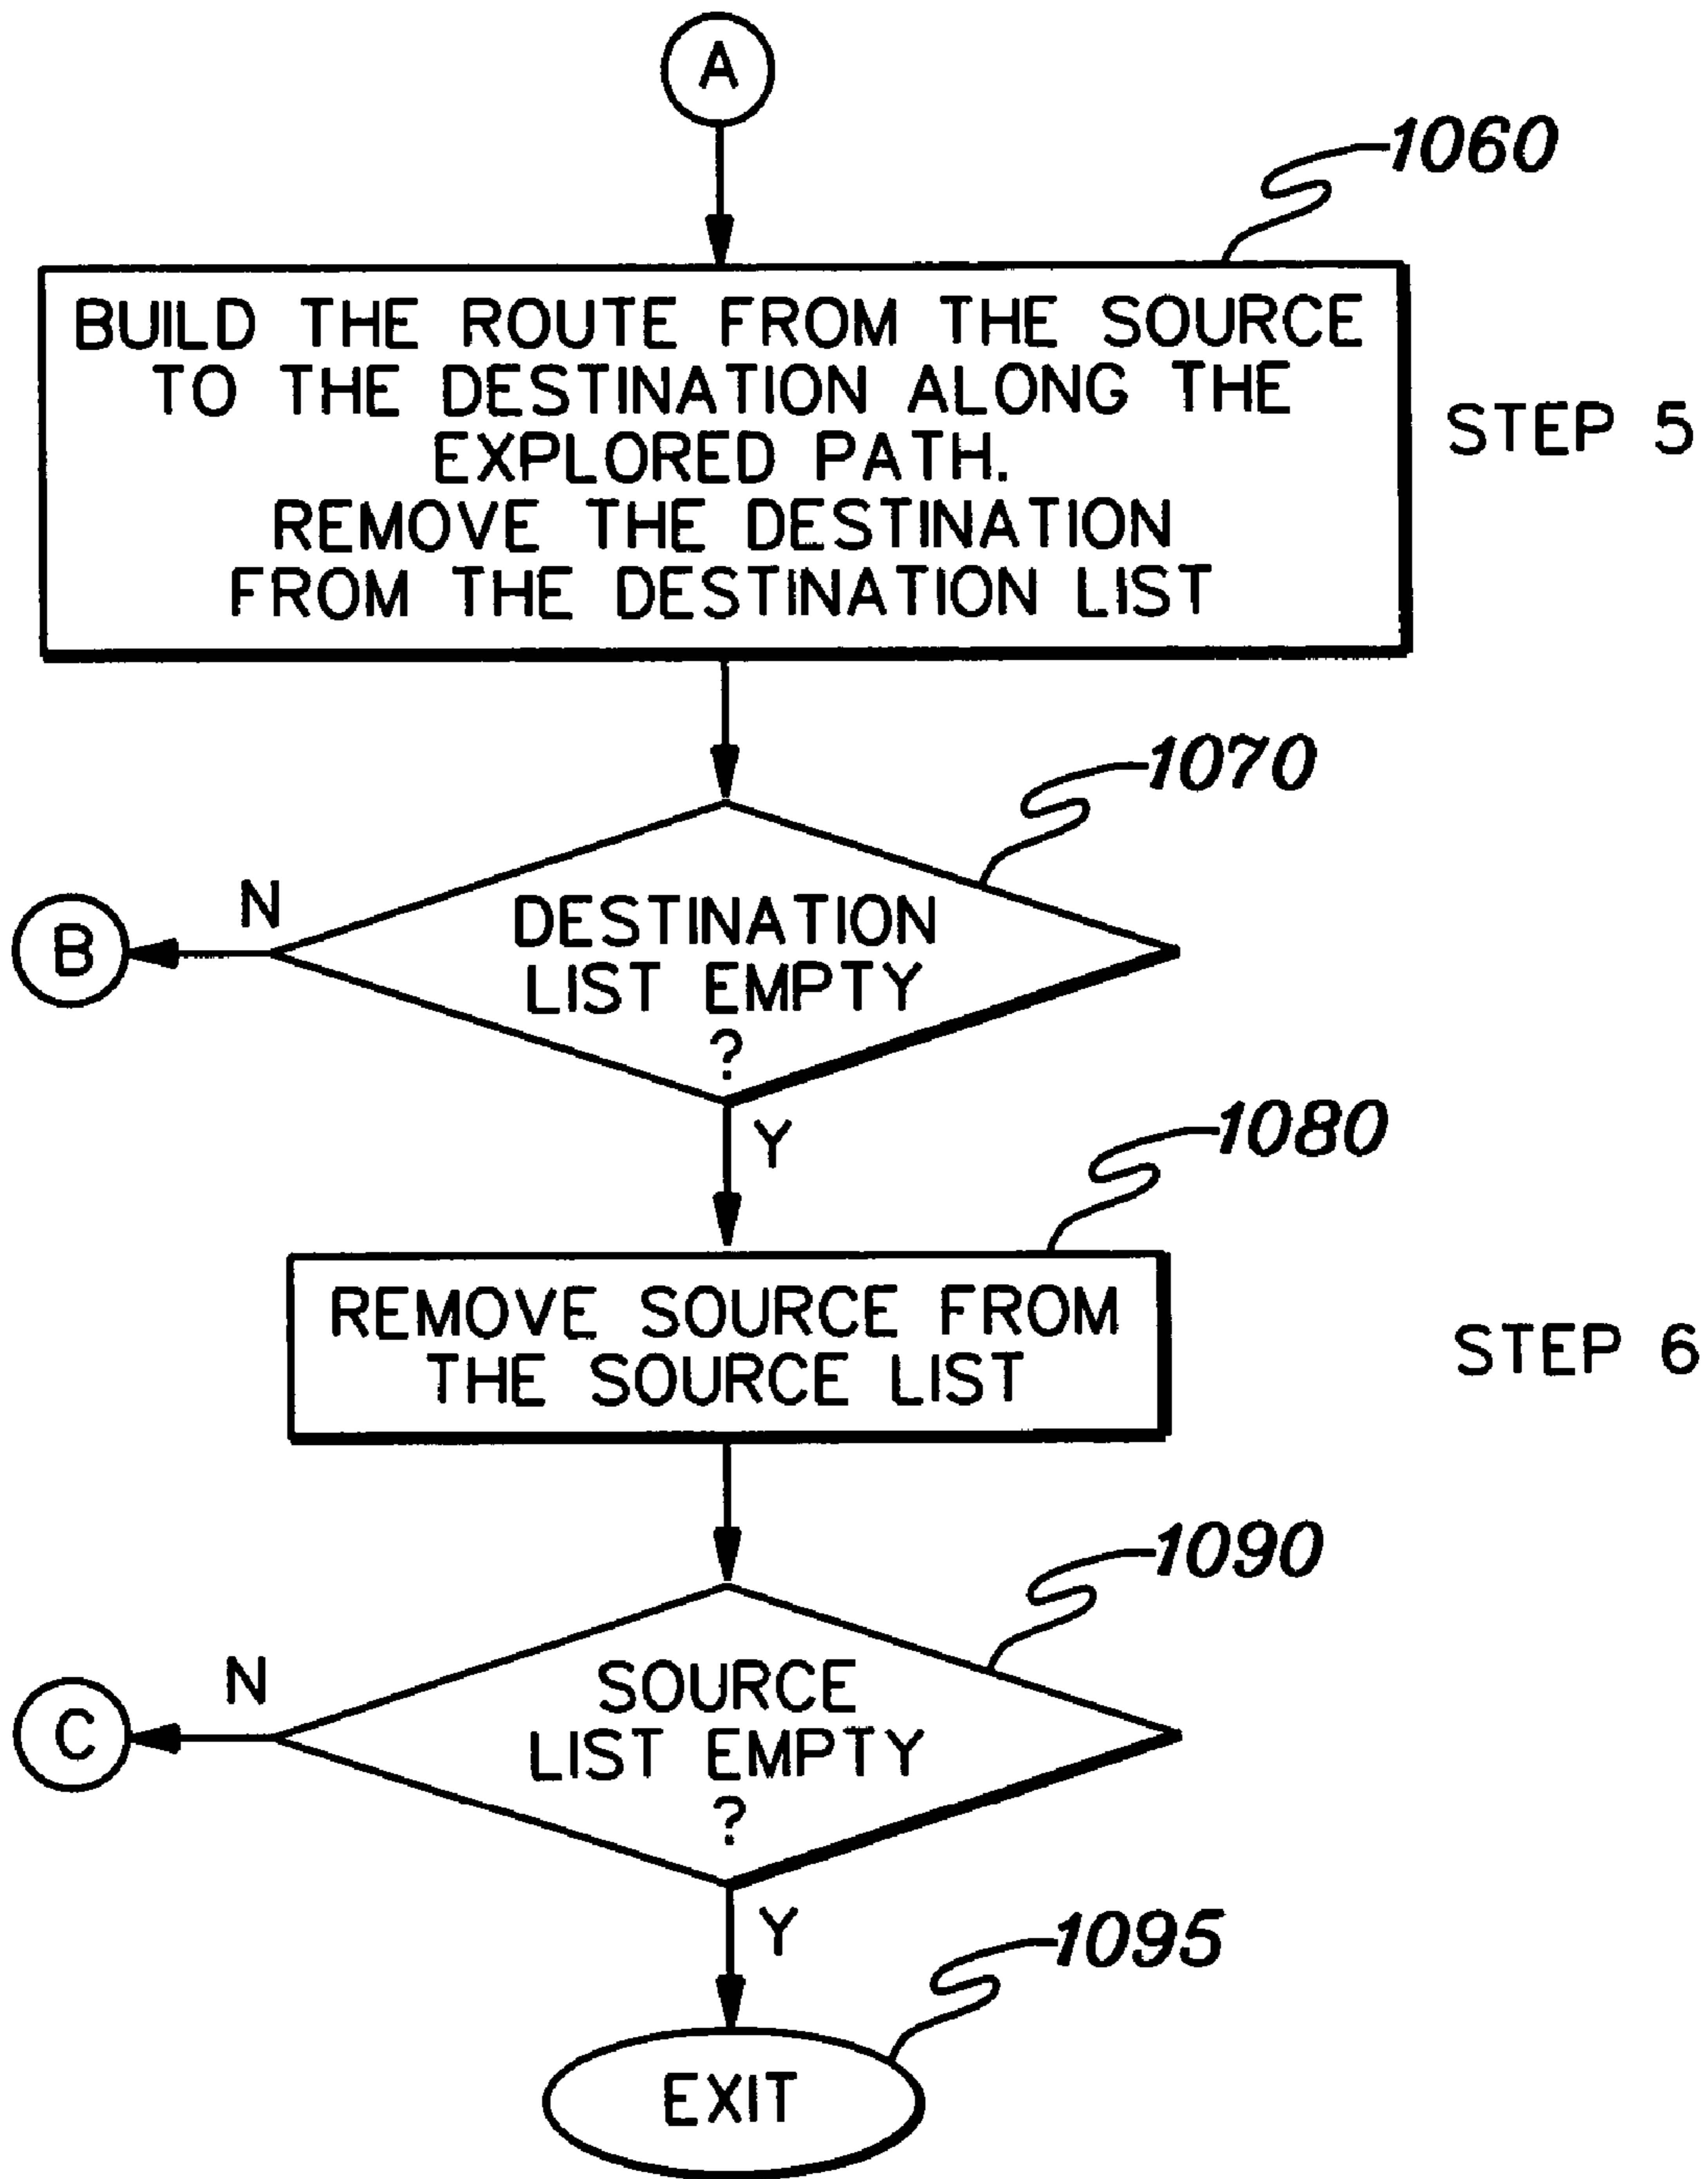 A
1060
BUILD THE ROUTE FROM THE SOURCE
TO THE DESTINATION ALONG THE
EXPLORED PATH.
REMOVE THE DESTINATION
FROM THE DESTINATION LIST
STEP 5
1070
N
B
DESTINATION
LIST EMPTY
?
Y
1080
REMOVE SOURCE FROM
THE SOURCE LIST
STEP 6
1090
N
C
SOURCE
LIST EMPTY
?
Y
1095
EXIT